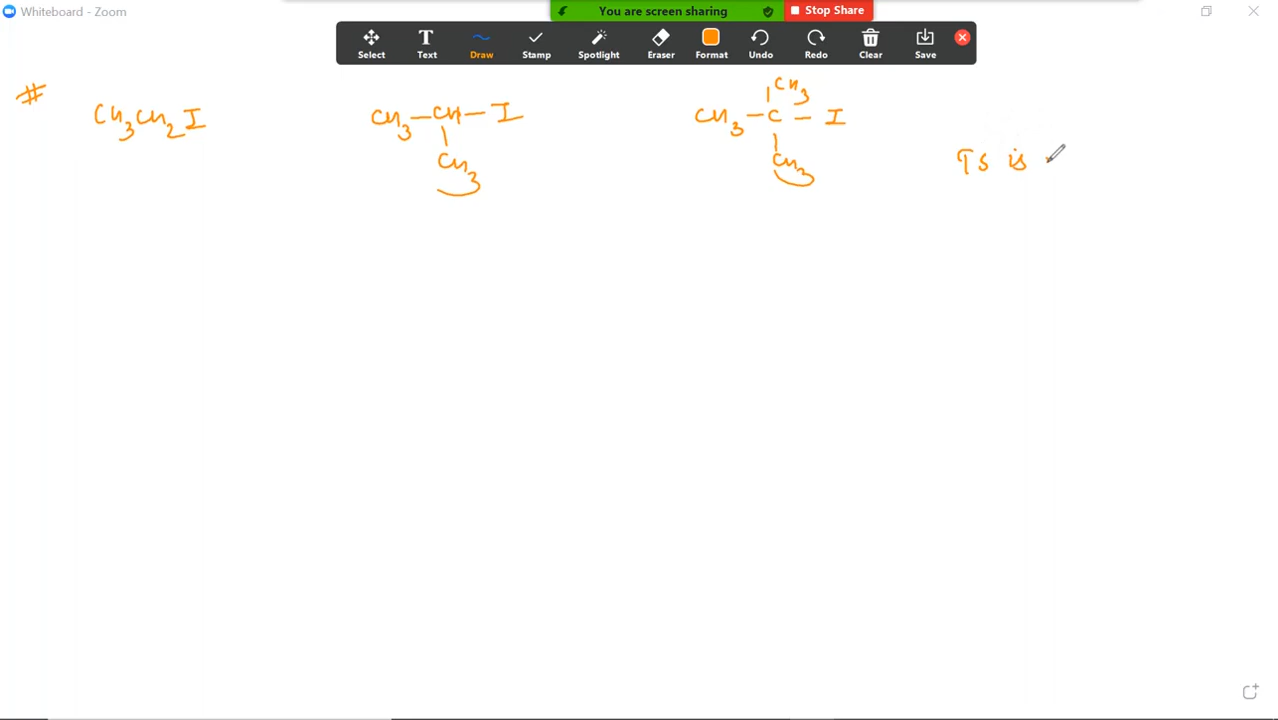 Whiteboard - Zoom
You are screen sharing Stop Share
Select Text Draw Stamp Spotlight Eraser Format Undo Redo Clear Save
#
CH3CH2I CH3-CH-I CH3-C-I
CH3
CH3 CH3
TS is